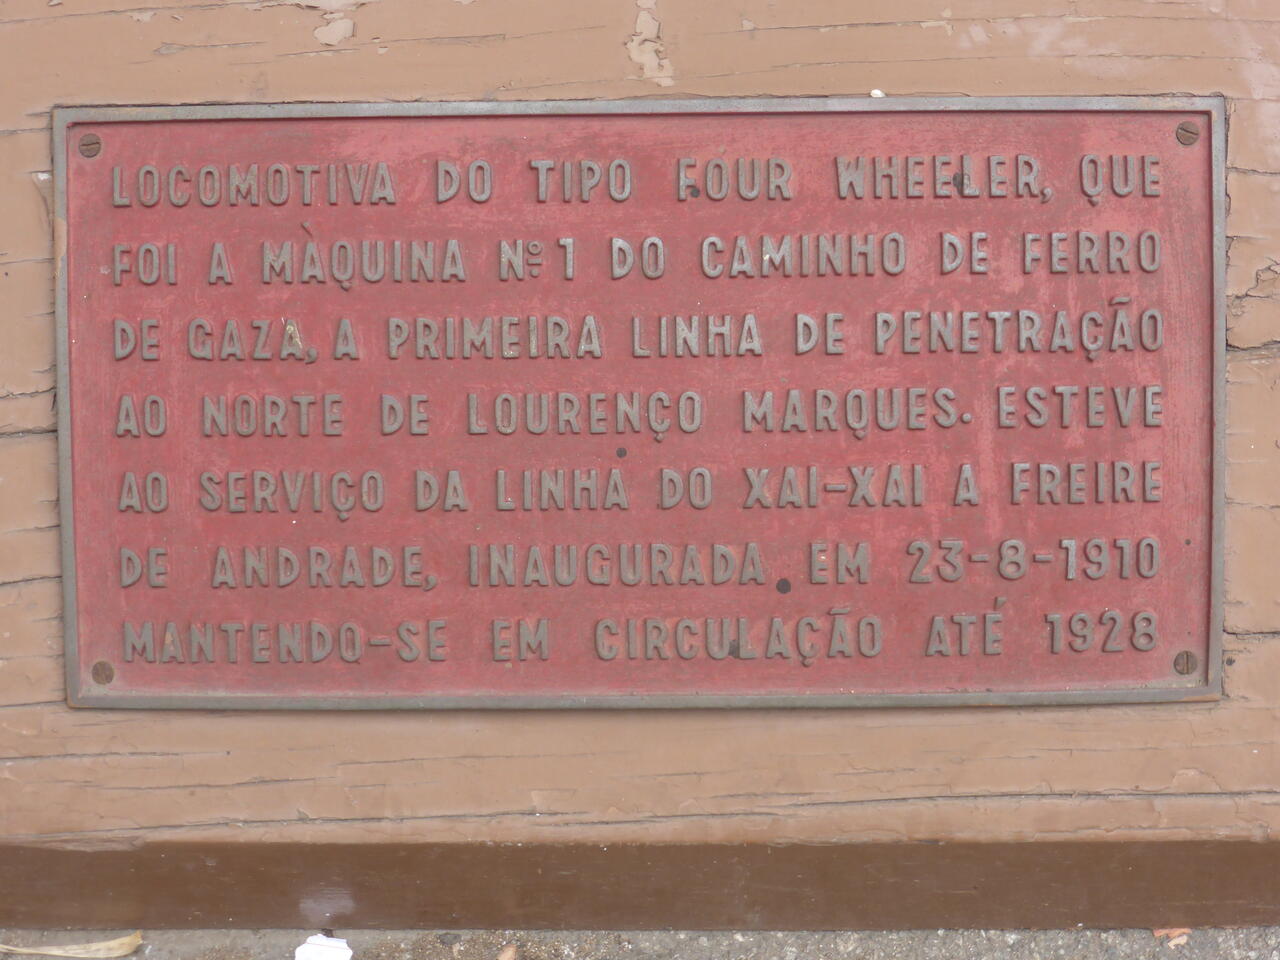 LOCOMOTIVA DO TIPO FOUR WHEELER, QUE
FOI A MÀQUINA Nº 1 DO CAMINHO DE FERRO
DE GAZA, A PRIMEIRA LINHA DE PENETRAÇÃO
AO NORTE DE LOURENÇO MARQUES. ESTEVE
AO SERVIÇO DA LINHA DO XAI-XAI A FREIRE
DE ANDRADE, INAUGURADA EM 23-8-1910
MANTENDO-SE EM CIRCULAÇÃO ATÉ 1928